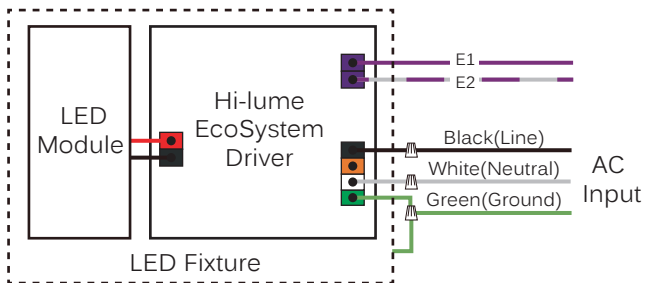 E1
E2
LED
Module
Hi-lume
EcoSystem
Driver
Black(Line)
White(Neutral)
Green(Ground)
AC
Input
LED Fixture